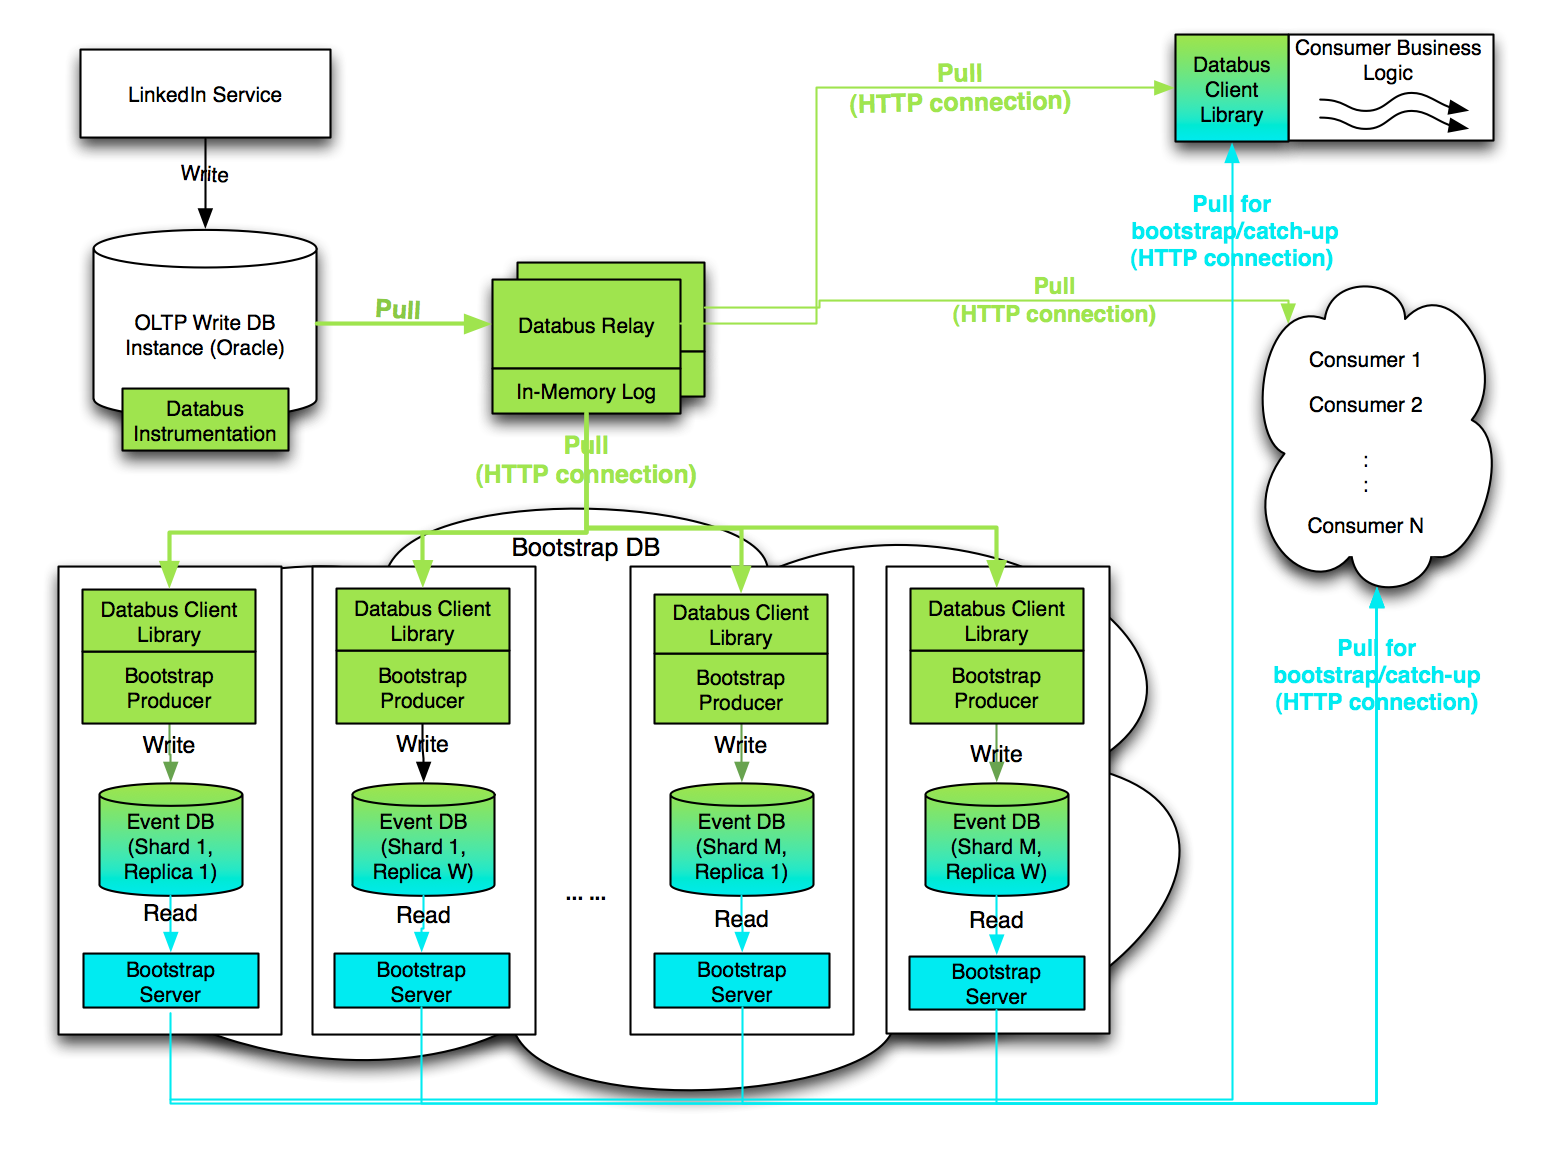 LinkedIn Service
Write
OLTP Write DB
Instance (Oracle)
Databus
Instrumentation
Pull
Databus Relay
In-Memory Log
Pull
(HTTP connection)
Databus
Client
Library
Consumer Business
Logic
Pull for
bootstrap/catch-up
(HTTP connection)
Pull
(HTTP connection)
Consumer 1
Consumer 2
:
:
Consumer N
Pull for
bootstrap/catch-up
(HTTP connection)
Pull
(HTTP connection)
Bootstrap DB
Databus Client
Library
Bootstrap
Producer
Write
Event DB
(Shard 1,
Replica 1)
Read
Bootstrap
Server
Databus Client
Library
Bootstrap
Producer
Write
Event DB
(Shard 1,
Replica W)
Read
Bootstrap
Server
... ...
Databus Client
Library
Bootstrap
Producer
Write
Event DB
(Shard M,
Replica 1)
Read
Bootstrap
Server
Databus Client
Library
Bootstrap
Producer
Write
Event DB
(Shard M,
Replica W)
Read
Bootstrap
Server